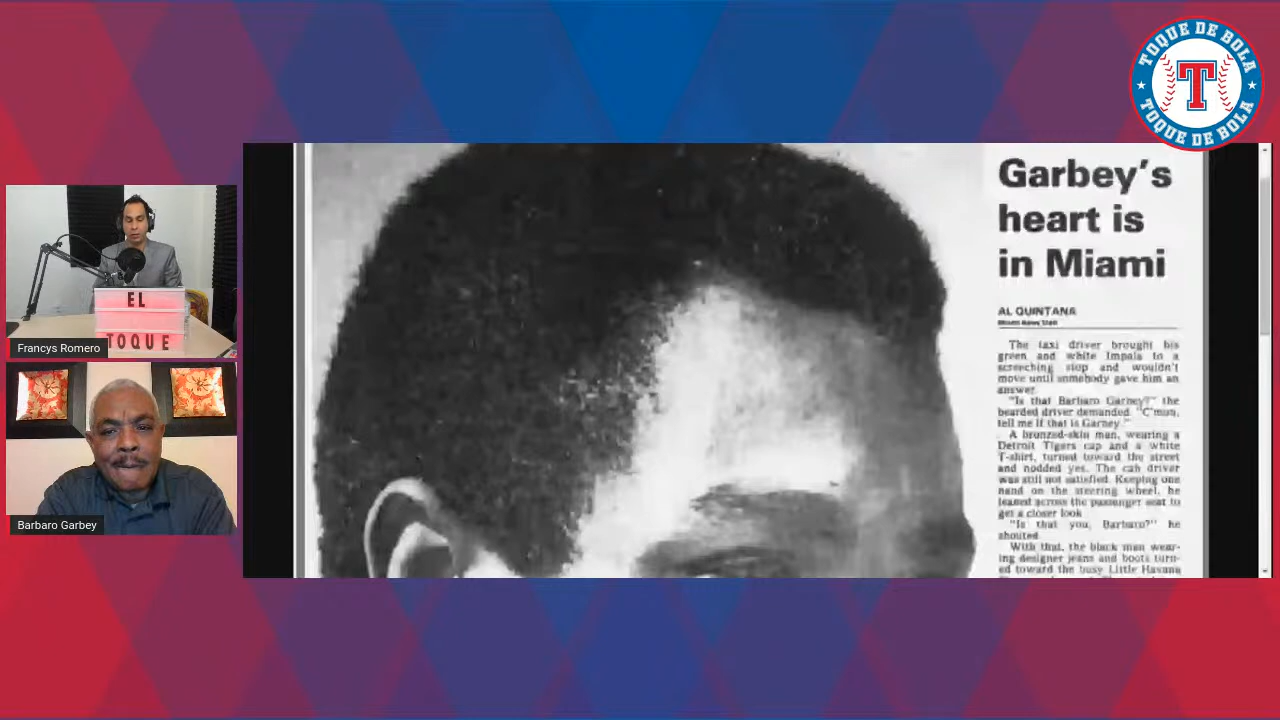 TOQUE DE BOLA
T
TOQUE DE BOLA
EL
TOQUE
Francys Romero
Barbaro Garbey
Garbey's
heart is
in Miami
AL QUINTANA
Miami News Staff
The taxi driver brought his
green and white Impala to a
screeching stop and wouldn't
move until somebody gave him an
answer.
"Is that Barbaro Garbey?" the
bearded driver demanded. "C'mon,
tell me if that is Garney."
A bronzed-skin man, wearing a
Detroit Tigers cap and a white
T-shirt, turned toward the street
and nodded yes. The cab driver
was still not satisfied. Keeping one
hand on the steering wheel, he
leaned across the passenger seat to
get a closer look.
"Is that you, Barbaro?" he
shouted.
With that, the black man wear-
ing designer jeans and boots turn-
ed toward the busy Little Havana